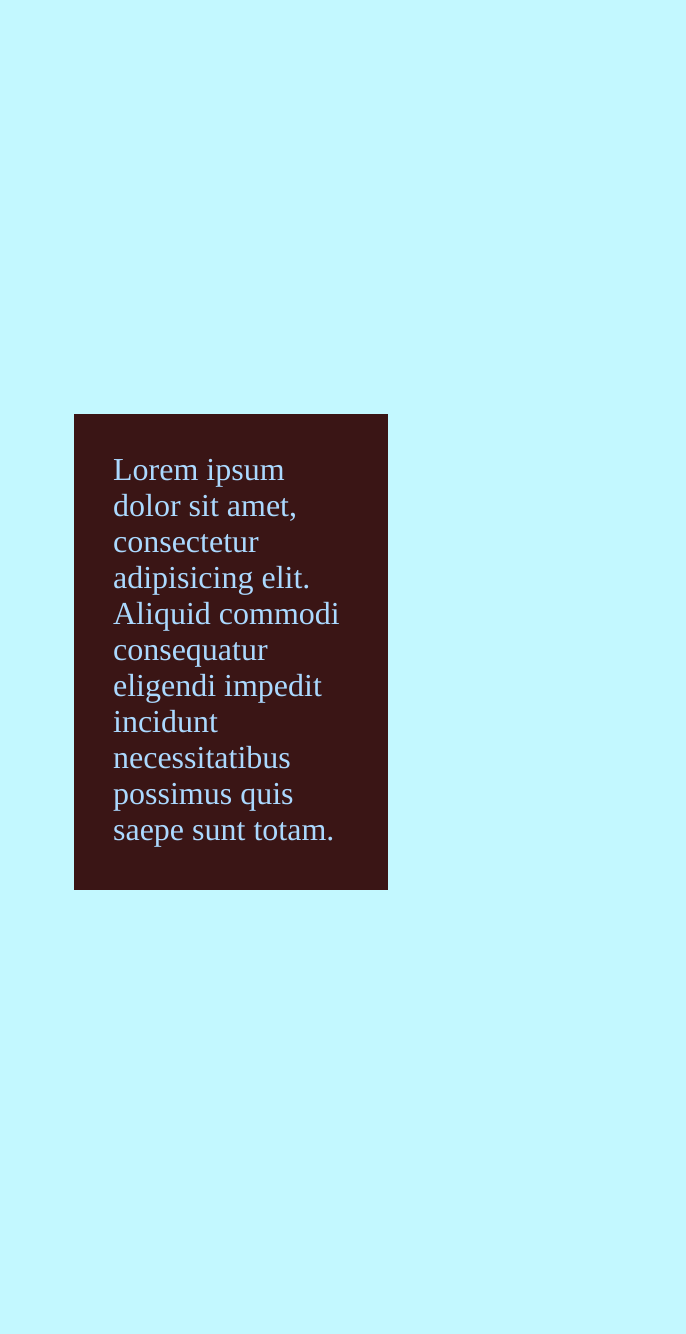 Lorem ipsum
dolor sit amet,
consectetur
adipisicing elit.
Aliquid commodi
consequatur
eligendi impedit
incidunt
necessitatibus
possimus quis
saepe sunt totam.